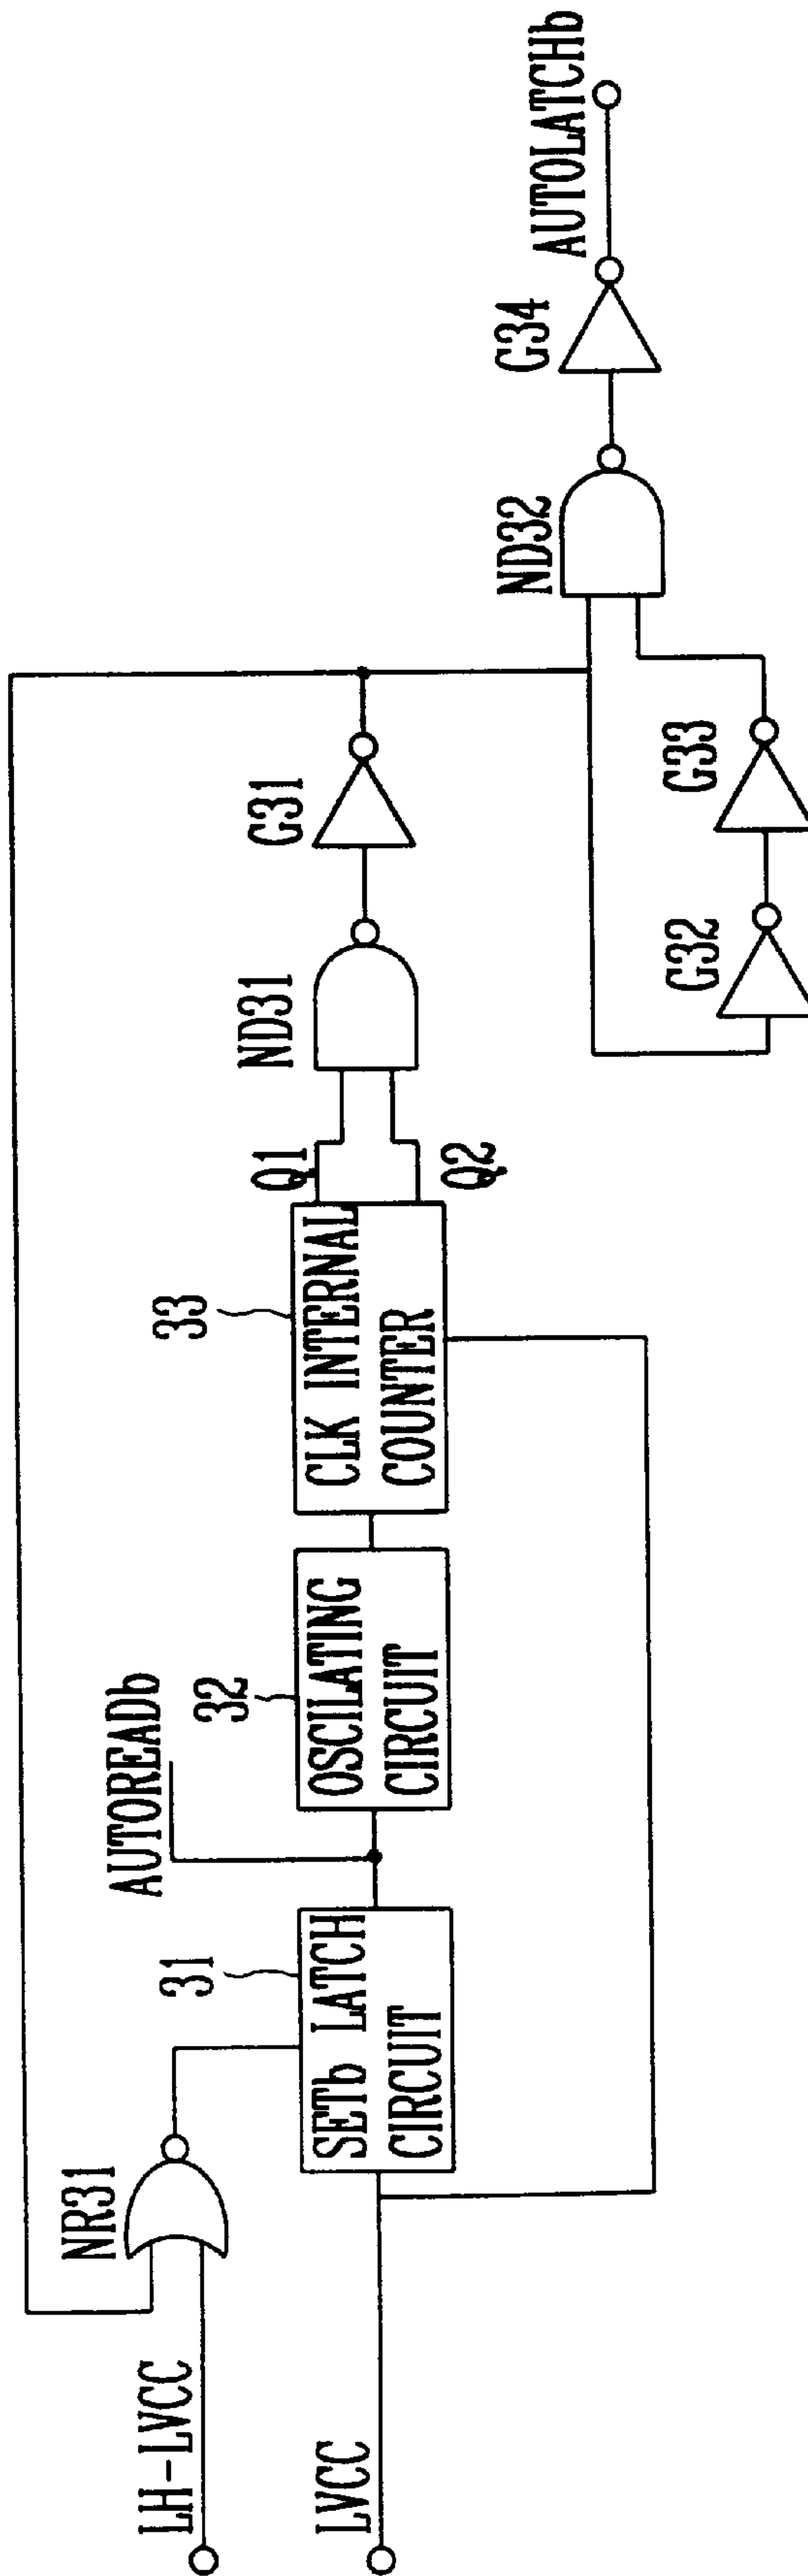 LH-LVCC
LVCC
NR31
31
SETb LATCH
CIRCUIT
AUTOREADb
32
OSCILATING
CIRCUIT
33
CLK INTERNAL
COUNTER
Q1
Q2
ND31
G31
G32
G33
ND32
G34
AUTOLATCHb